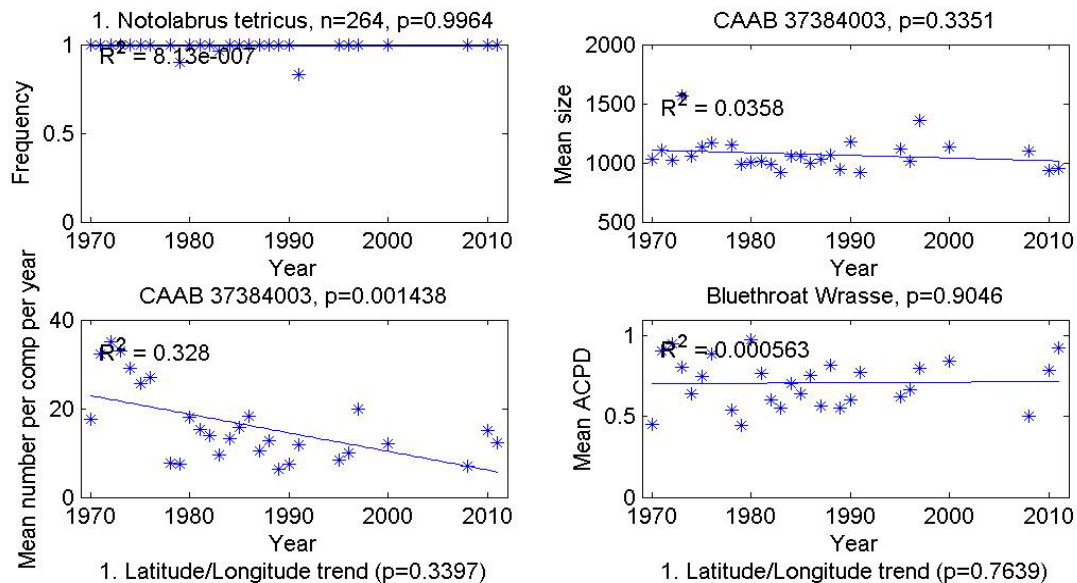 1. Notolabrus tetricus, n=264, p=0.9964
Frequency
1
0.5
0
R2 = 8.13e-007
1970 1980 1990 2000 2010
Year
CAAB 37384003, p=0.3351
Mean size
2000
1500
1000
500
R2 = 0.0358
1970 1980 1990 2000 2010
Year
CAAB 37384003, p=0.001438
Mean number per comp per year
40
20
0
R2 = 0.328
1970 1980 1990 2000 2010
Year
1. Latitude/Longitude trend (p=0.3397)
Bluethroat Wrasse, p=0.9046
Mean ACPD
1
0.5
0
R2 = 0.000563
1970 1980 1990 2000 2010
Year
1. Latitude/Longitude trend (p=0.7639)